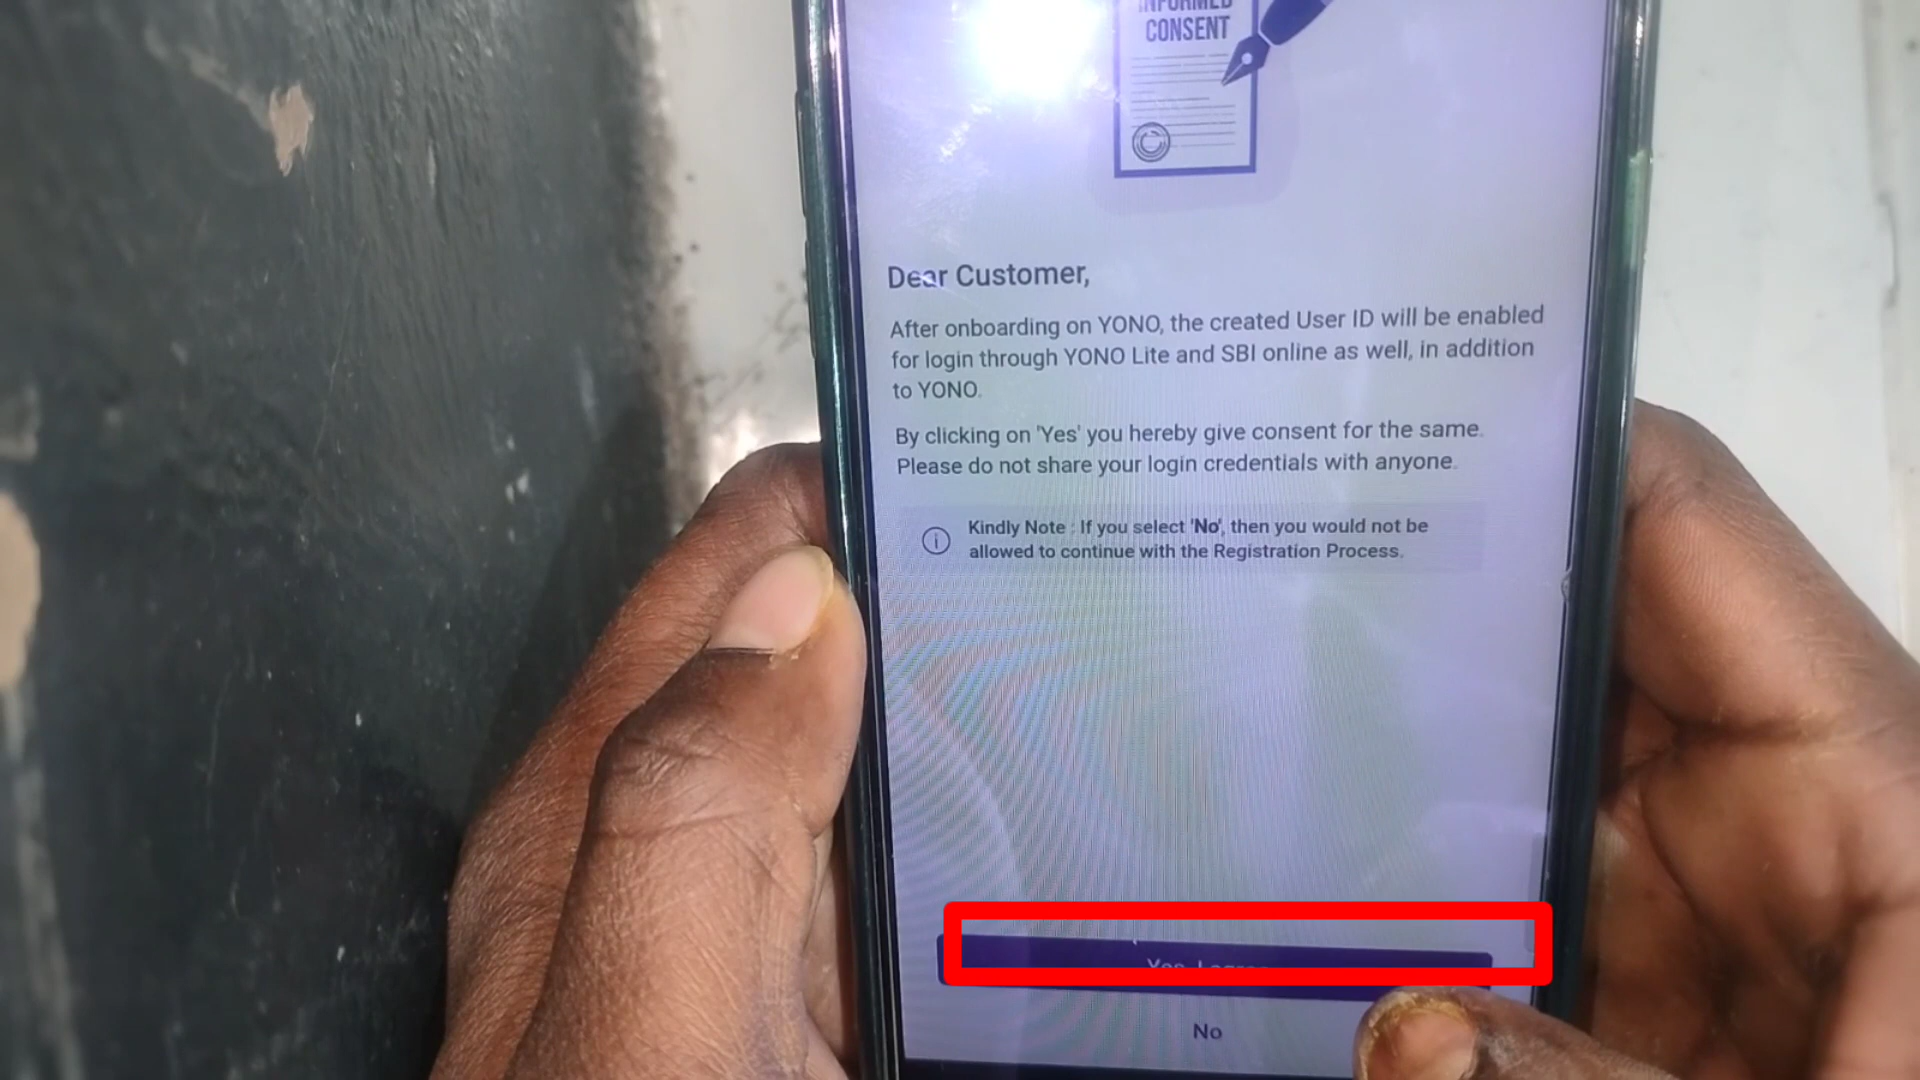 INFORMED
CONSENT
Dear Customer,
After onboarding on YONO, the created User ID will be enabled
for login through YONO Lite and SBI online as well, in addition
to YONO.
By clicking on 'Yes' you hereby give consent for the same.
Please do not share your login credentials with anyone.
Kindly Note : If you select 'No', then you would not be
allowed to continue with the Registration Process.
Yes, I agree
No